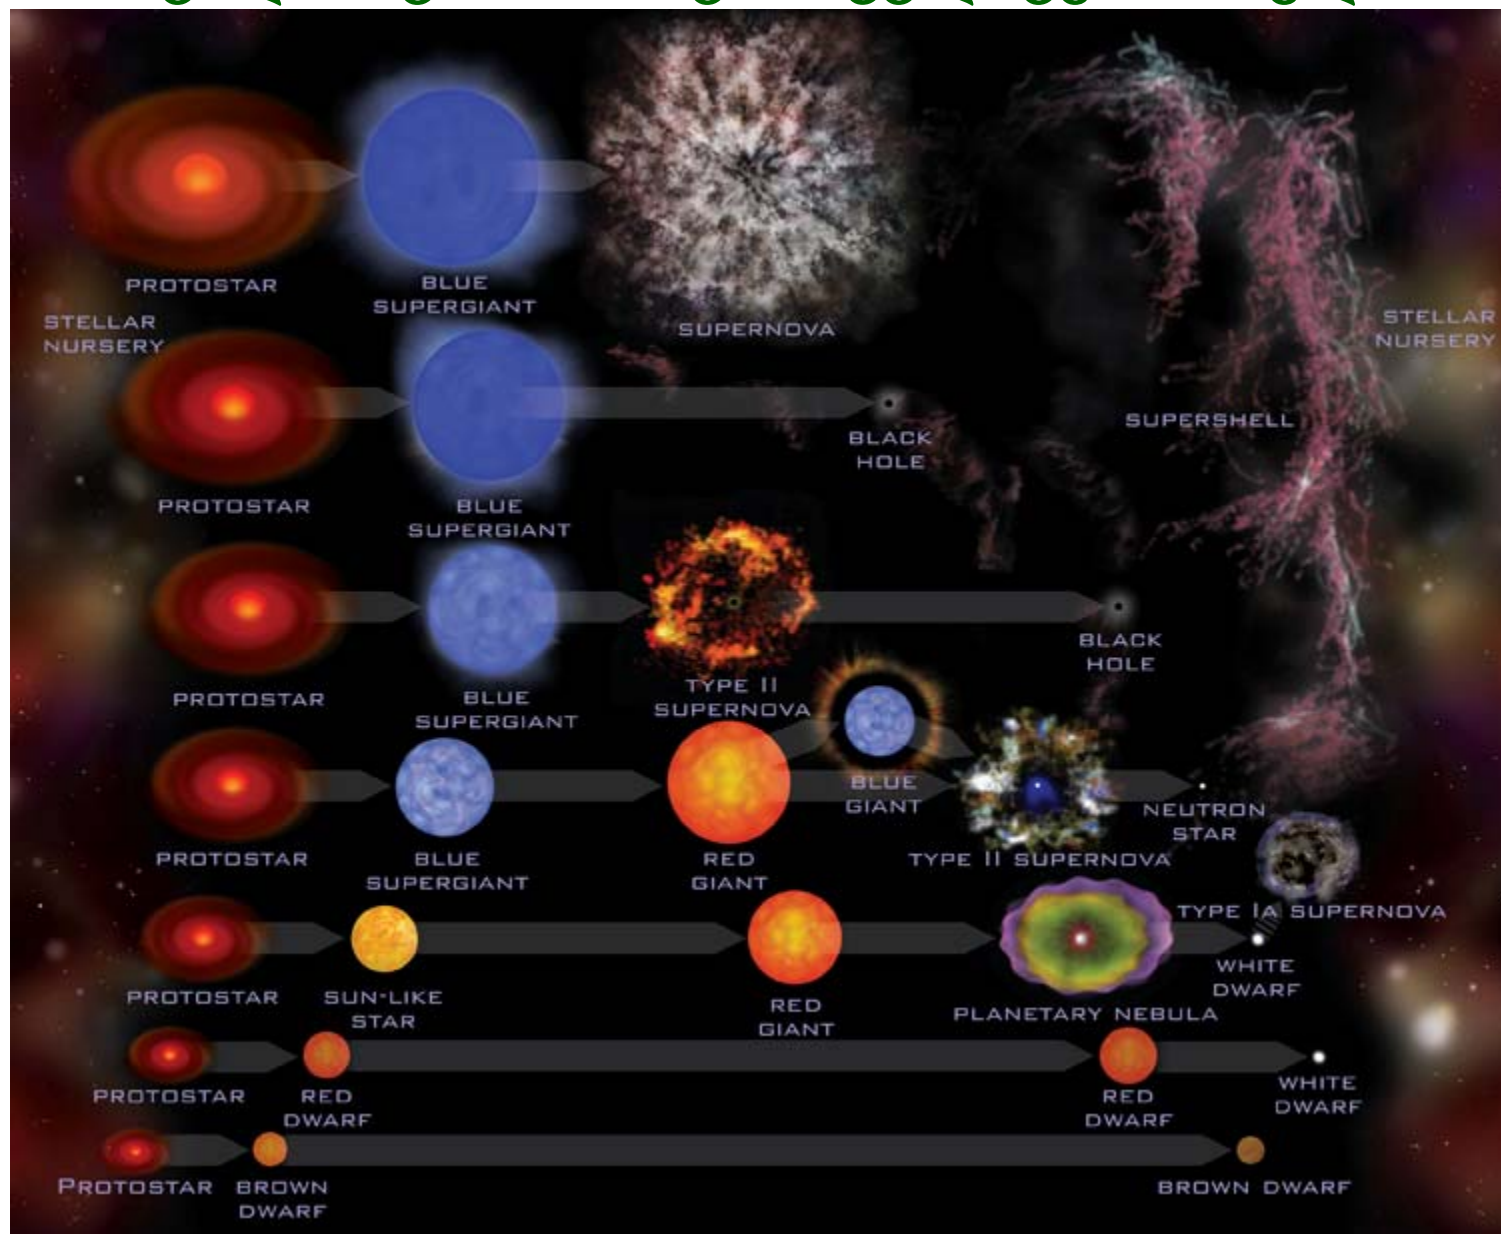 PROTOSTAR
BLUE
SUPERGIANT
SUPERNOVA
STELLAR
NURSERY
STELLAR
NURSERY
SUPERSHELL
BLACK
HOLE
PROTOSTAR
BLUE
SUPERGIANT
BLACK
HOLE
PROTOSTAR
BLUE
SUPERGIANT
TYPE II
SUPERNOVA
BLUE
GIANT
NEUTRON
STAR
PROTOSTAR
BLUE
SUPERGIANT
RED
GIANT
TYPE II SUPERNOVA
TYPE IA SUPERNOVA
WHITE
DWARF
PROTOSTAR
SUN-LIKE
STAR
RED
GIANT
PLANETARY NEBULA
PROTOSTAR
RED
DWARF
RED
DWARF
WHITE
DWARF
PROTOSTAR
BROWN
DWARF
BROWN DWARF